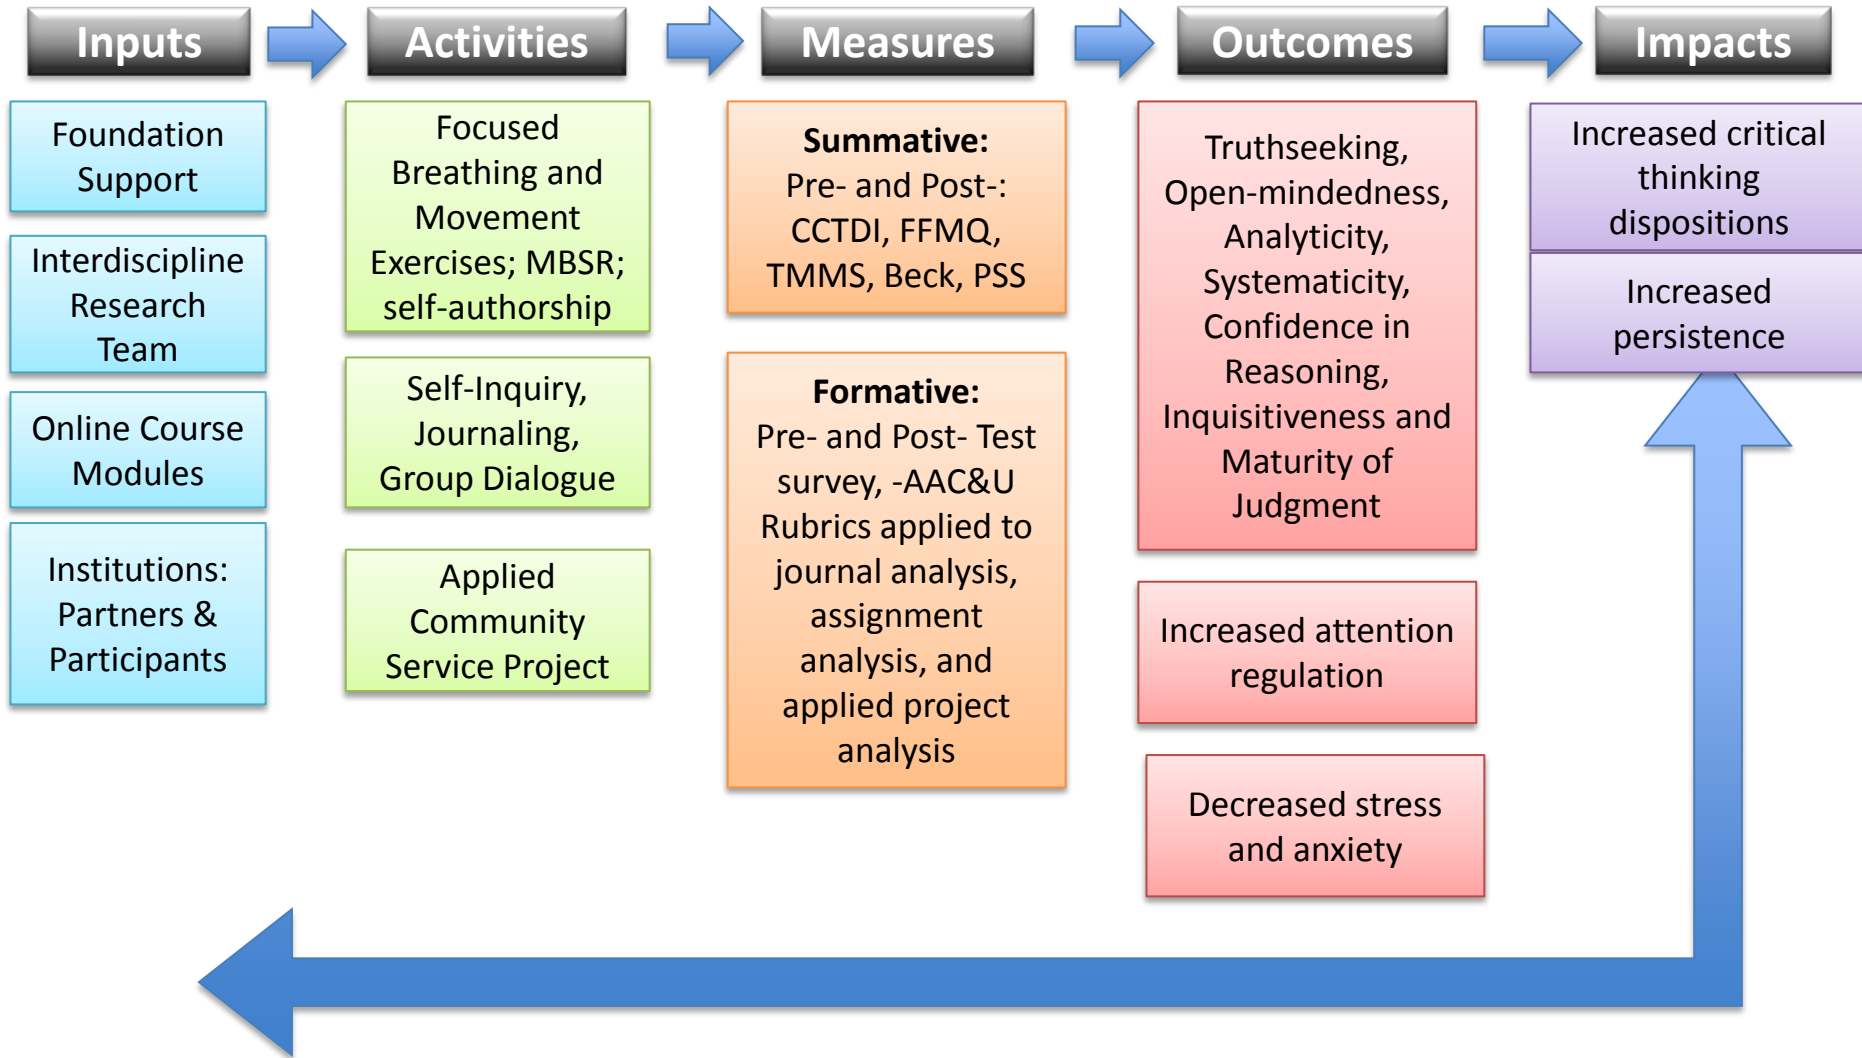 Inputs
Activities
Measures
Outcomes
Impacts
Foundation
Support
Interdiscipline
Research
Team
Online Course
Modules
Institutions:
Partners &
Participants
Focused
Breathing and
Movement
Exercises; MBSR;
self-authorship
Self-Inquiry,
Journaling,
Group Dialogue
Applied
Community
Service Project
Summative:
Pre- and Post-:
CCTDI, FFMQ,
TMMS, Beck, PSS
Formative:
Pre- and Post- Test
survey, -AAC&U
Rubrics applied to
journal analysis,
assignment
analysis, and
applied project
analysis
Truthseeking,
Open-mindedness,
Analyticity,
Systematicity,
Confidence in
Reasoning,
Inquisitiveness and
Maturity of
Judgment
Increased attention
regulation
Decreased stress
and anxiety
Increased critical
thinking
dispositions
Increased
persistence